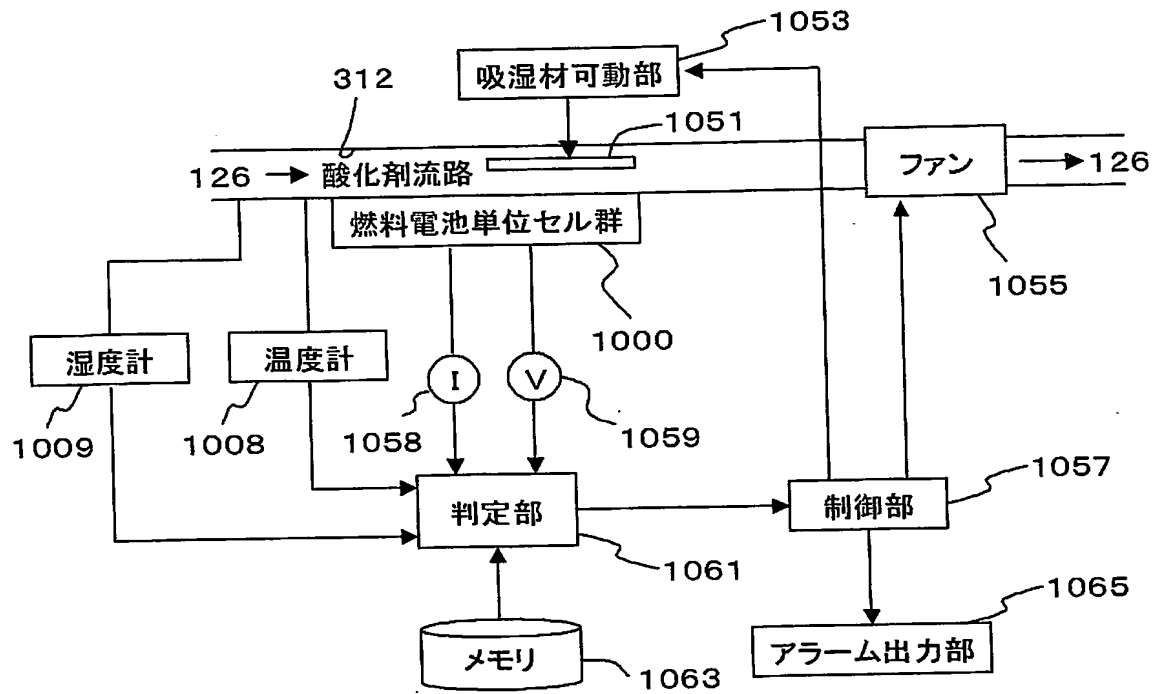 1053
吸湿材可動部
312
1051
126
酸化剤流路
ファン
126
燃料電池単位セル群
1055
1000
湿度計
温度計
I
V
1009
1008
1058
1059
1057
判定部
制御部
1061
1065
メモリ
1063
アラーム出力部